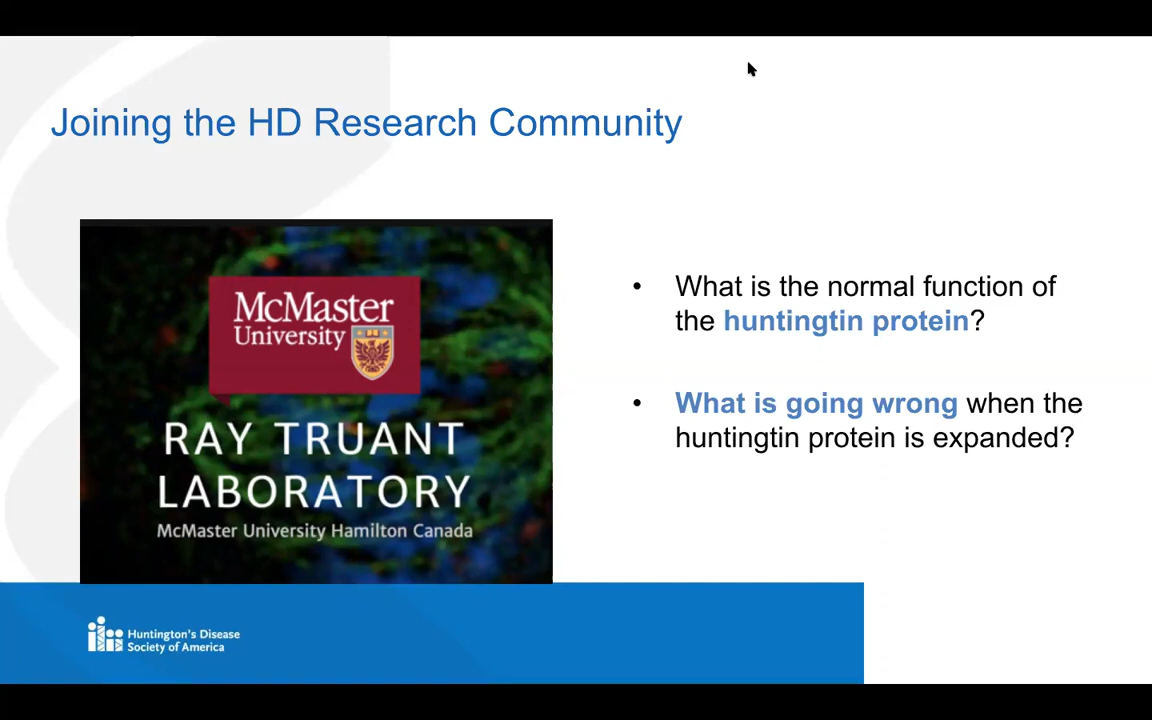 Joining the HD Research Community
McMaster
University
RAY TRUANT
LABORATORY
McMaster University Hamilton Canada
• What is the normal function of
the huntingtin protein?
• What is going wrong when the
huntingtin protein is expanded?
Huntington's Disease
Society of America